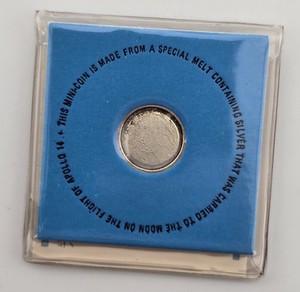 • THIS MINI-COIN IS MADE FROM A SPECIAL MELT CONTAINING SILVER THAT WAS CARRIED TO THE MOON ON THE FLIGHT OF APOLLO 14